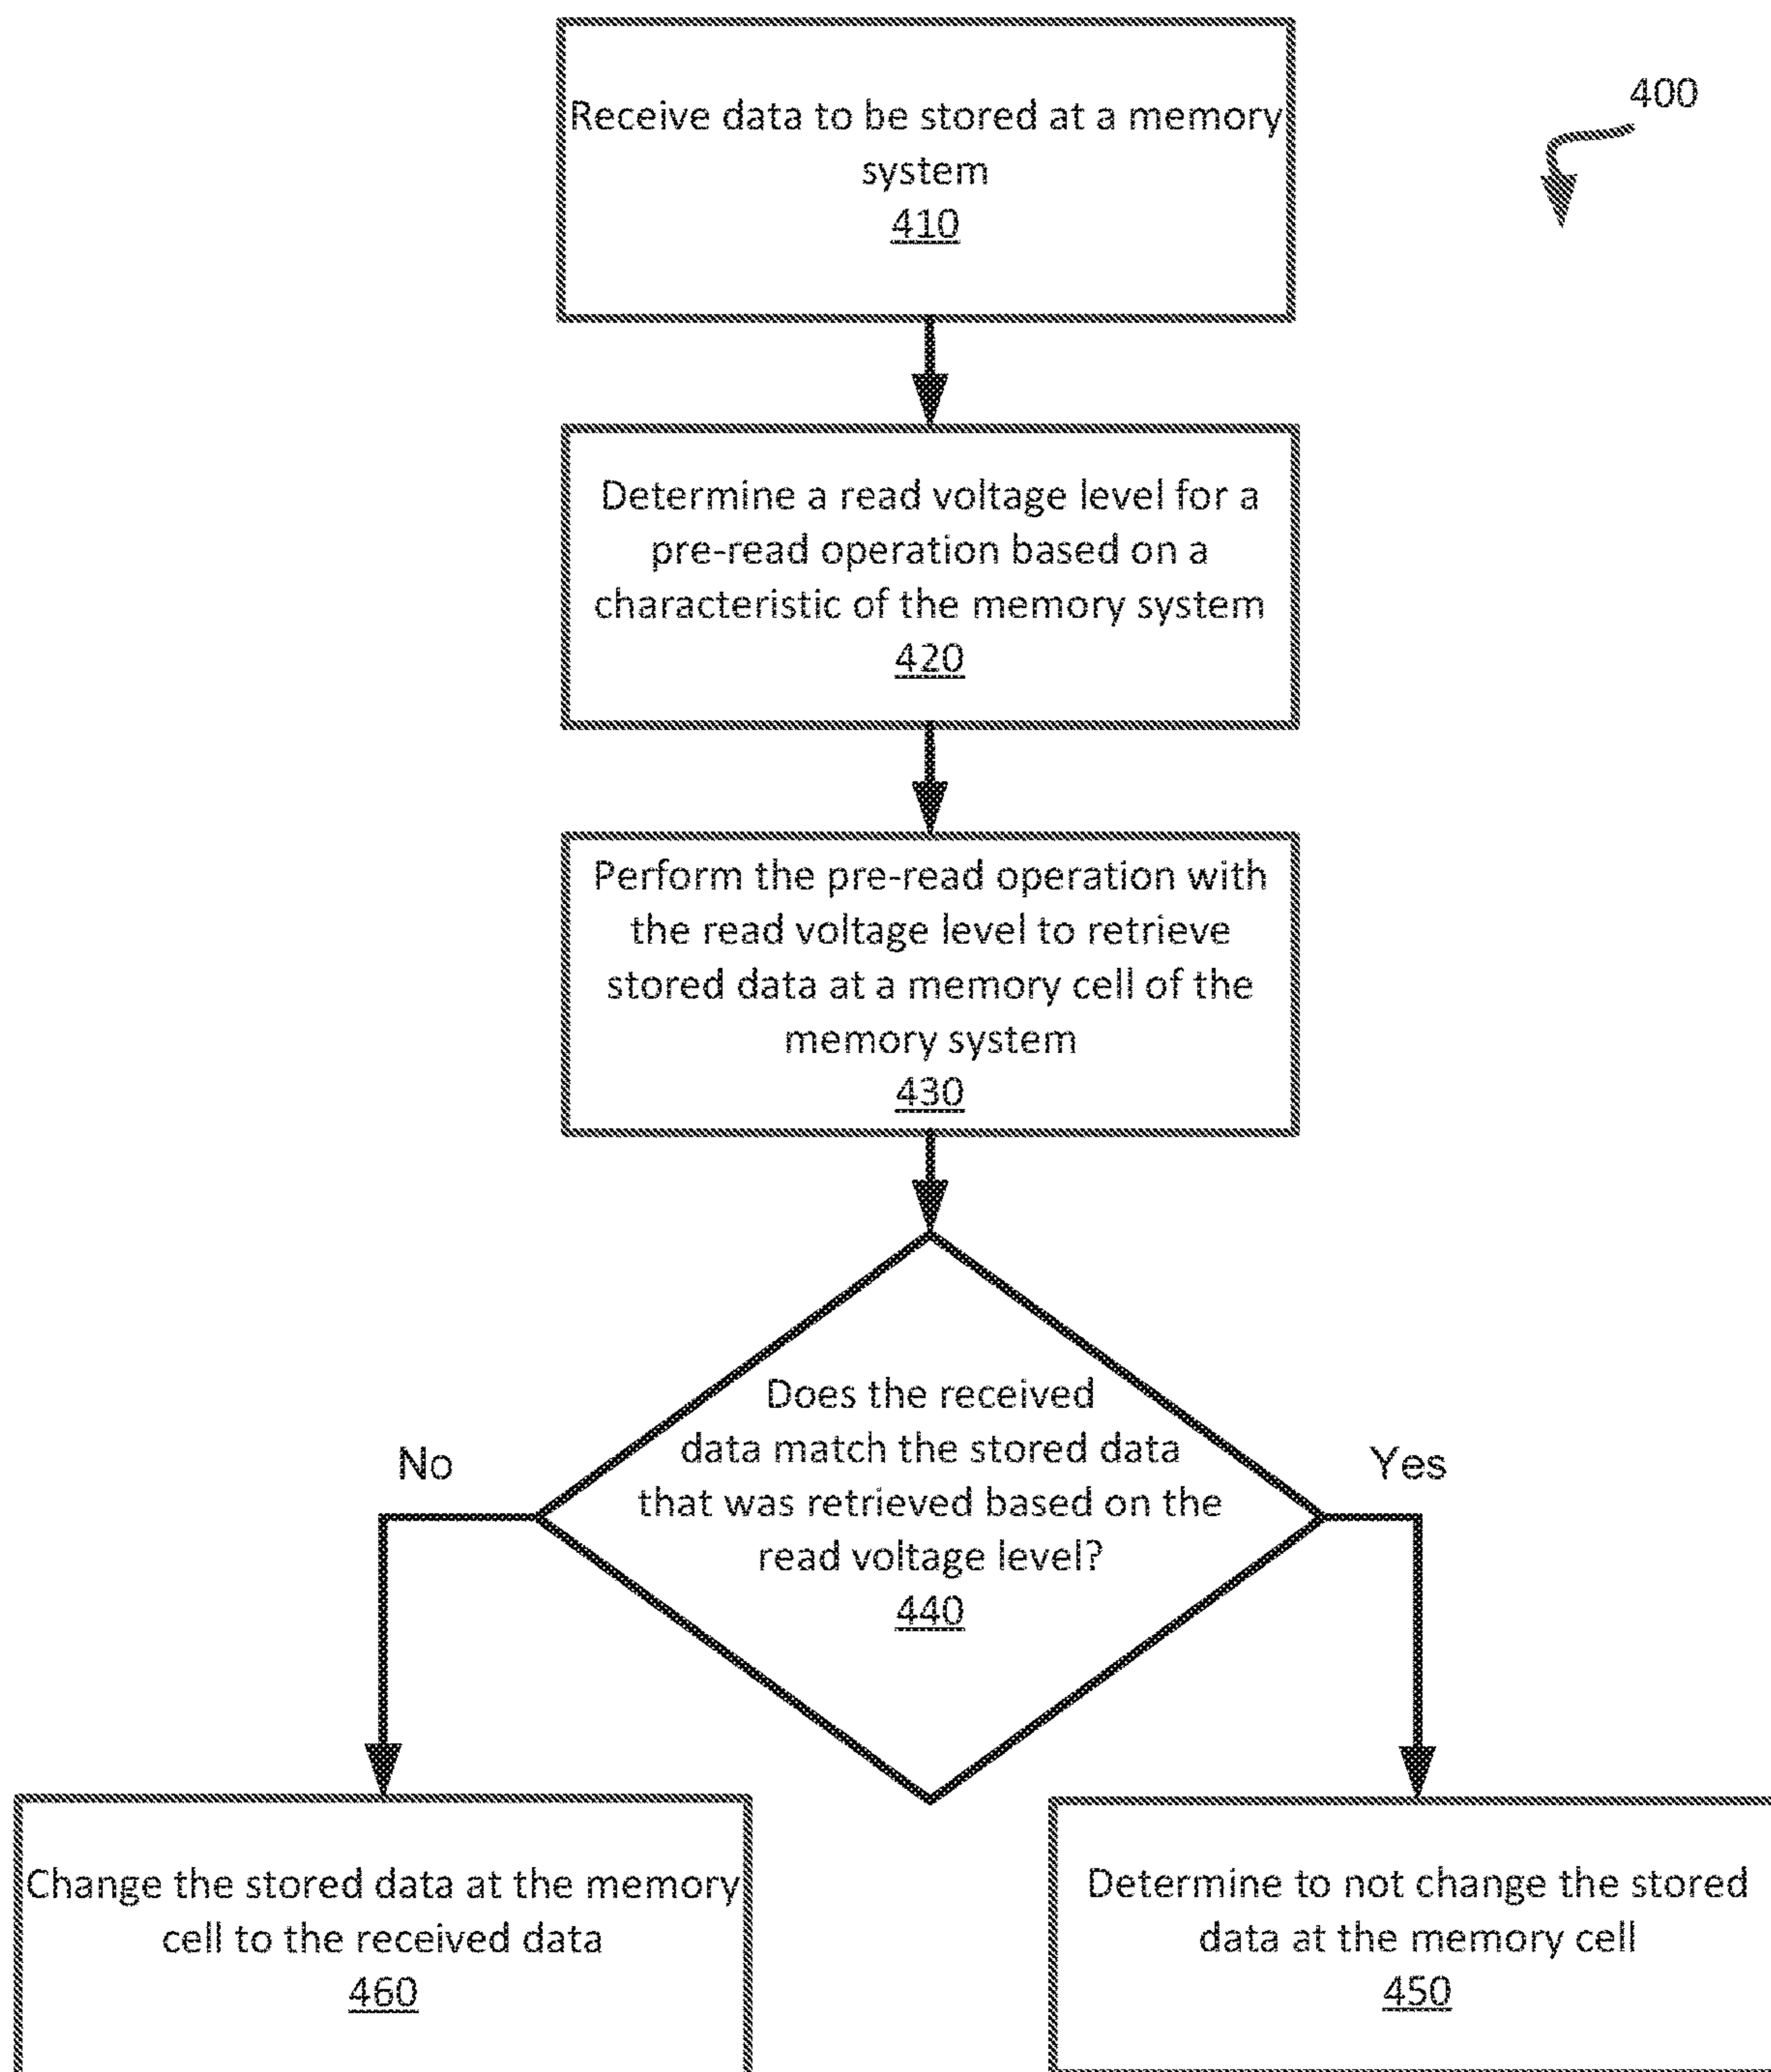 Receive data to be stored at a memory
system
410
400
Determine a read voltage level for a
pre-read operation based on a
characteristic of the memory system
420
Perform the pre-read operation with
the read voltage level to retrieve
stored data at a memory cell of the
memory system
430
Does the received
data match the stored data
that was retrieved based on the
read voltage level?
440
No
Yes
Change the stored data at the memory
cell to the received data
460
Determine to not change the stored
data at the memory cell
450